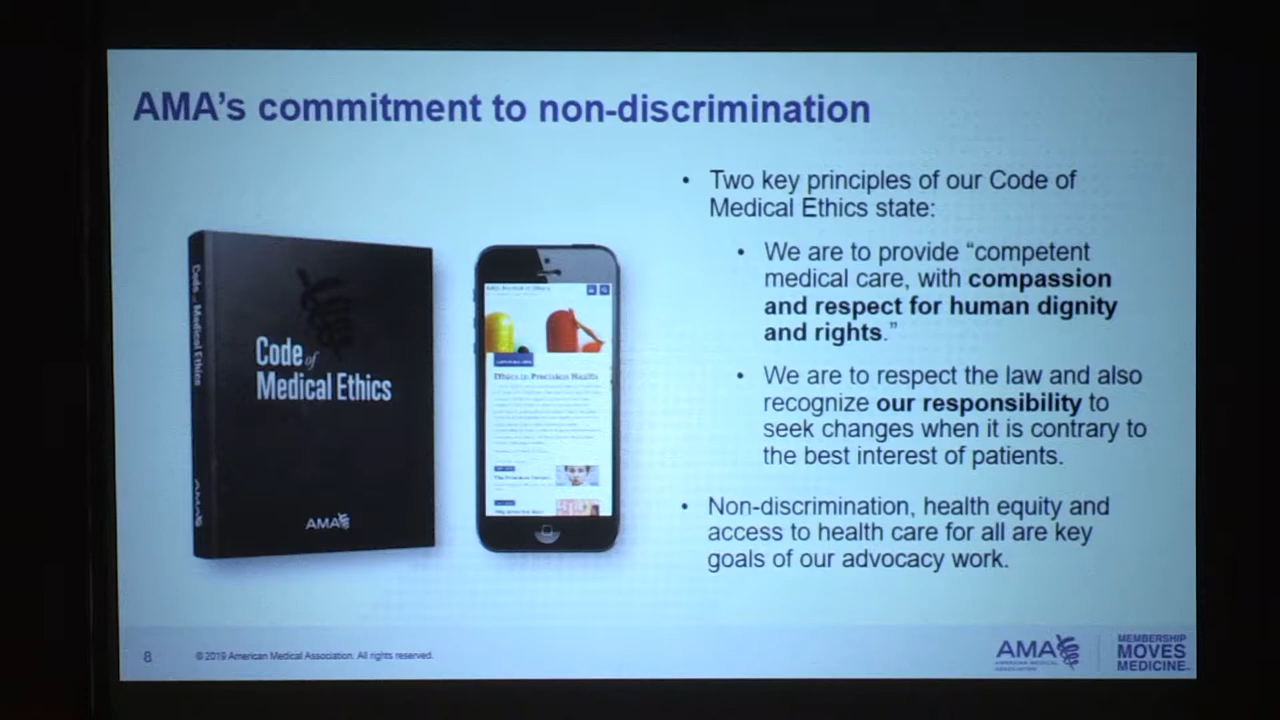 AMA's commitment to non-discrimination
• Two key principles of our Code of
Medical Ethics state:
• We are to provide “competent
medical care, with compassion
and respect for human dignity
and rights.”
• We are to respect the law and also
recognize our responsibility to
seek changes when it is contrary to
the best interest of patients.
• Non-discrimination, health equity and
access to health care for all are key
goals of our advocacy work.
Code of Medical Ethics
AMA
Code of
Medical Ethics
AMA
Ethics in Precision Health
8
© 2019 American Medical Association. All rights reserved.
AMA
AMERICAN MEDICAL
ASSOCIATION
MEMBERSHIP
MOVES
MEDICINE